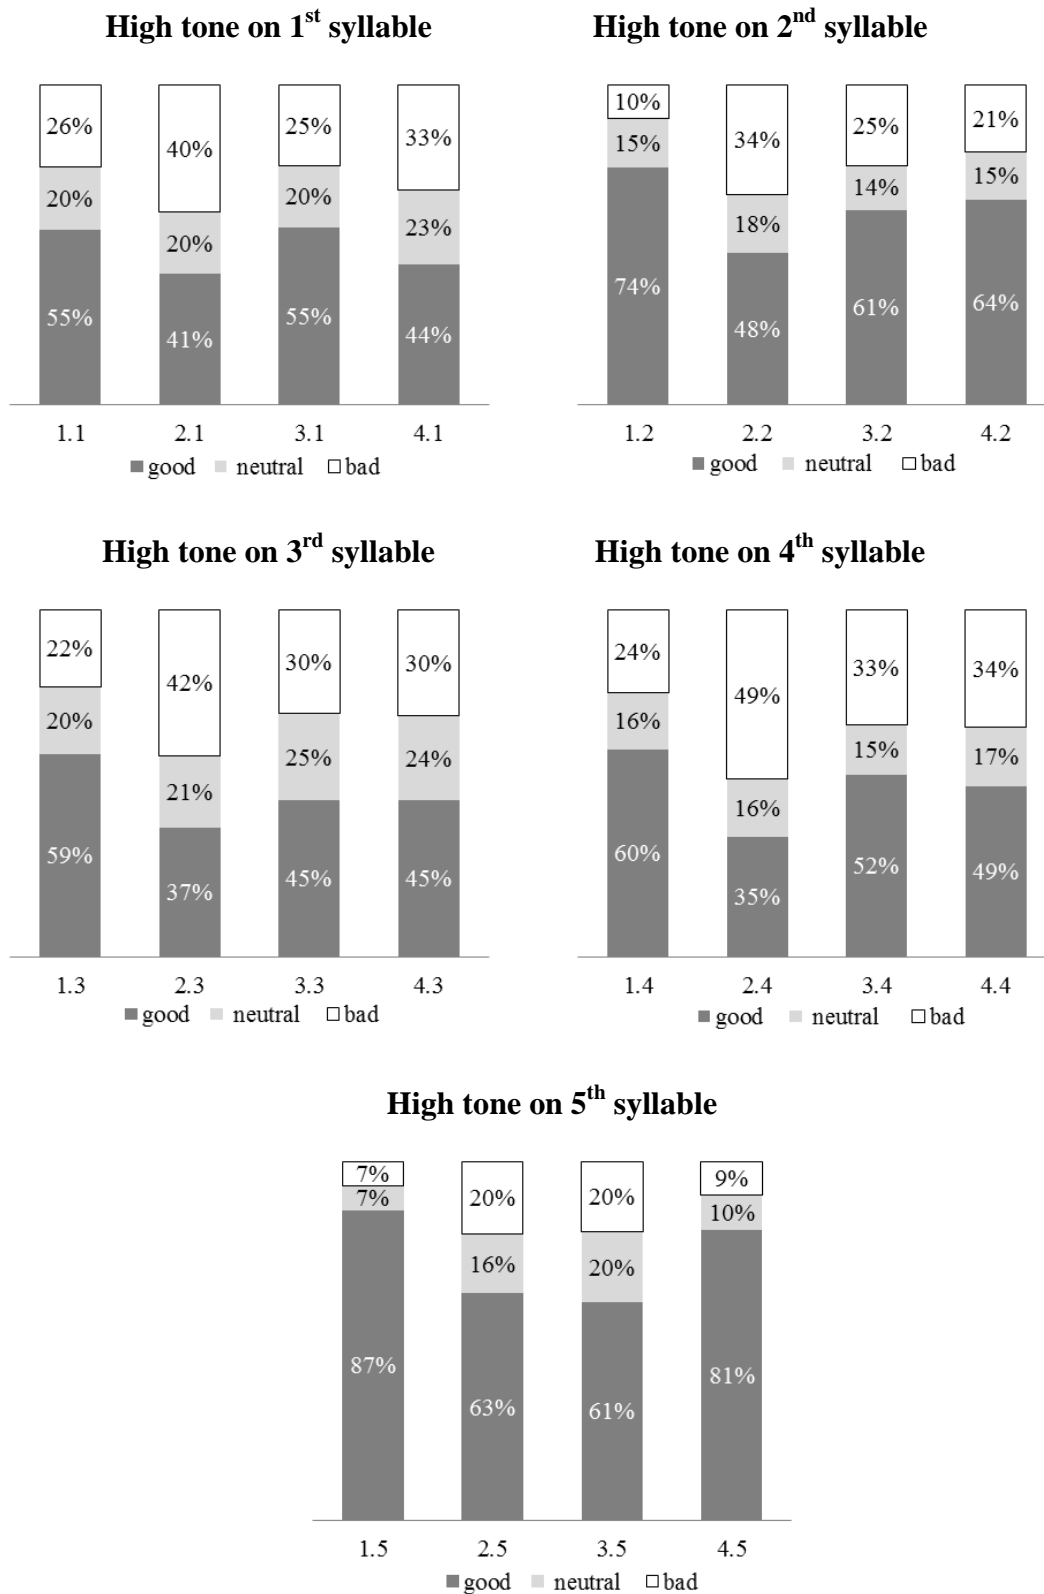 High tone on 1st syllable
26% 40% 25% 33%
20% 20% 20% 23%
55% 41% 55% 44%
1.1 2.1 3.1 4.1
good neutral bad
High tone on 2nd syllable
10% 34% 25% 21%
15% 18% 14% 15%
74% 48% 61% 64%
1.2 2.2 3.2 4.2
good neutral bad
High tone on 3rd syllable
22% 42% 30% 30%
20% 21% 25% 24%
59% 37% 45% 45%
1.3 2.3 3.3 4.3
good neutral bad
High tone on 4th syllable
24% 49% 33% 34%
16% 16% 15% 17%
60% 35% 52% 49%
1.4 2.4 3.4 4.4
good neutral bad
High tone on 5th syllable
7% 20% 20% 9%
7% 16% 20% 10%
87% 63% 61% 81%
1.5 2.5 3.5 4.5
good neutral bad